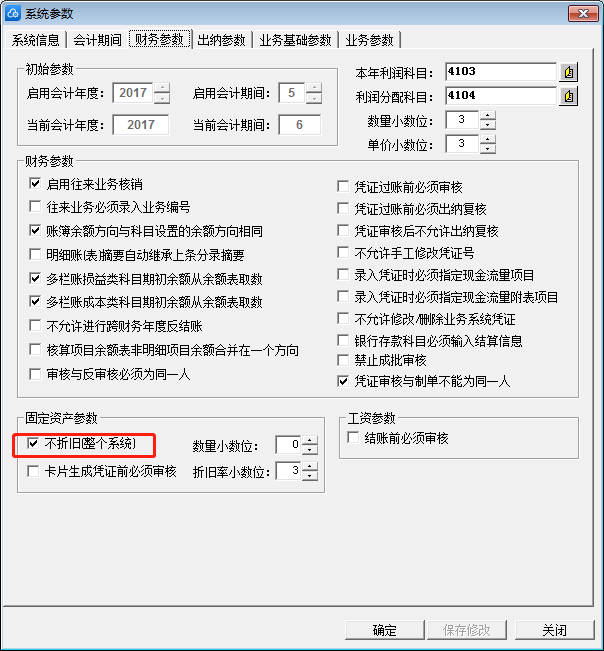 系统参数
系统信息 会计期间 财务参数 出纳参数 业务基础参数 业务参数
初始参数
启用会计年度: 2017 启用会计期间: 5
当前会计年度: 2017 当前会计期间: 6
本年利润科目: 4103
利润分配科目: 4104
数量小数位: 3
单价小数位: 3
财务参数
启用往来业务核销
往来业务必须录入业务编号
账簿余额方向与科目设置的余额方向相同
明细账(表)摘要自动继承上条分录摘要
多栏账损益类科目期初余额从余额表取数
多栏账成本类科目期初余额从余额表取数
不允许进行跨财务年度反结账
核算项目余额表非明细项目余额合并在一个方向
审核与反审核必须为同一人
凭证过账前必须审核
凭证过账前必须出纳复核
凭证审核后不允许出纳复核
不允许手工修改凭证号
录入凭证时必须指定现金流量项目
录入凭证时必须指定现金流量附表项目
不允许修改/删除业务系统凭证
银行存款科目必须输入结算信息
禁止成批审核
凭证审核与制单不能为同一人
固定资产参数
不折旧(整个系统) 数量小数位: 0
卡片生成凭证前必须审核 折旧率小数位: 3
工资参数
结账前必须审核
确定 保存修改 关闭